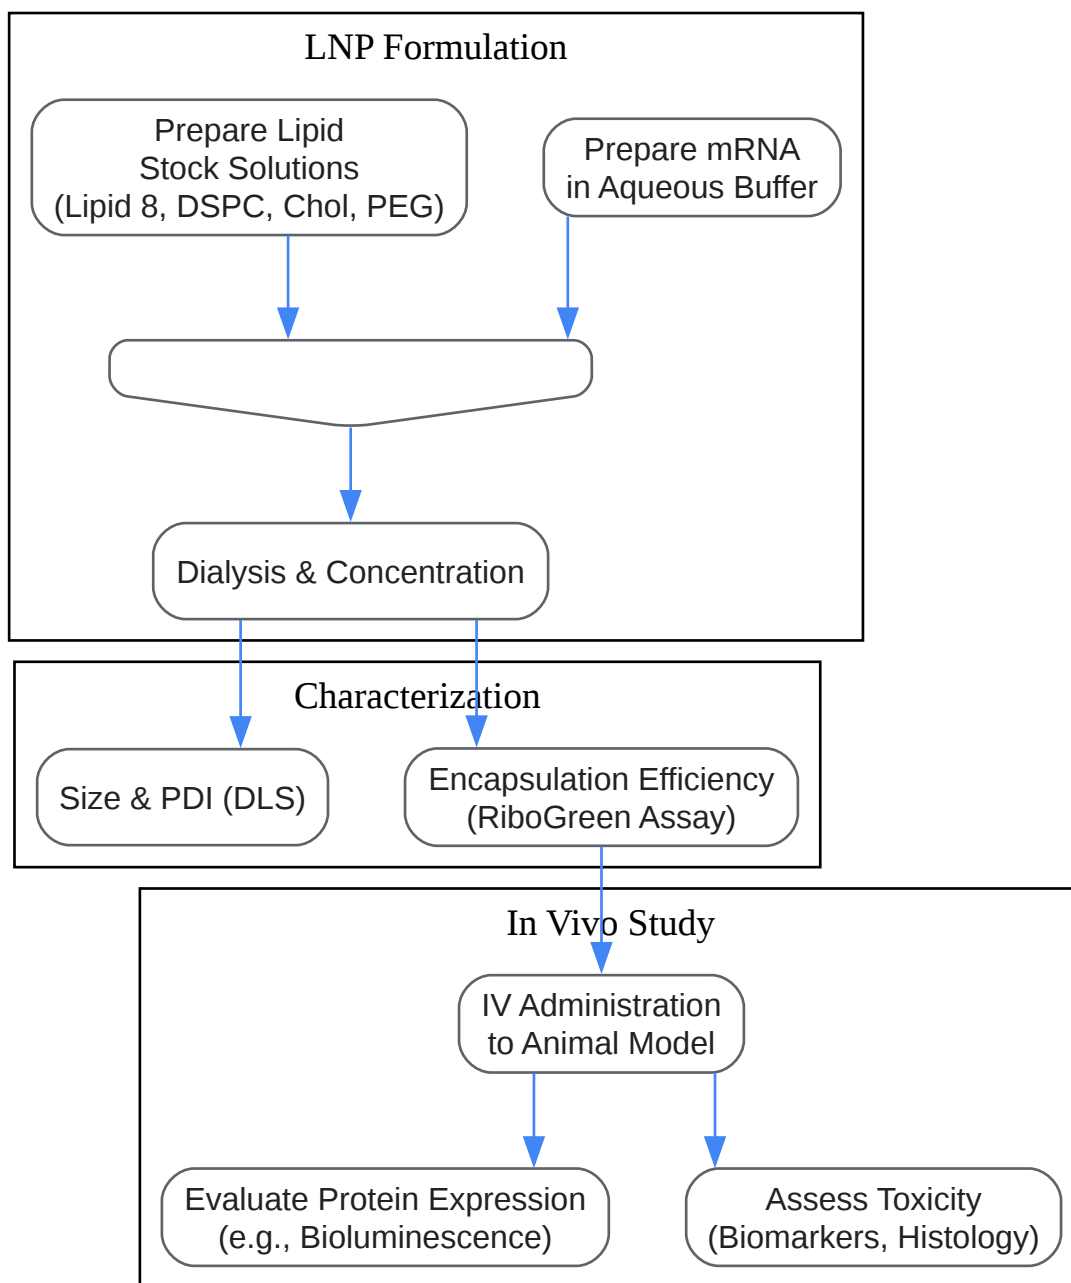 LNP Formulation
Prepare Lipid
Stock Solutions
(Lipid 8, DSPC, Chol, PEG)
Prepare mRNA
in Aqueous Buffer
Dialysis & Concentration
Characterization
Size & PDI (DLS)
Encapsulation Efficiency
(RiboGreen Assay)
In Vivo Study
IV Administration
to Animal Model
Evaluate Protein Expression
(e.g., Bioluminescence)
Assess Toxicity
(Biomarkers, Histology)